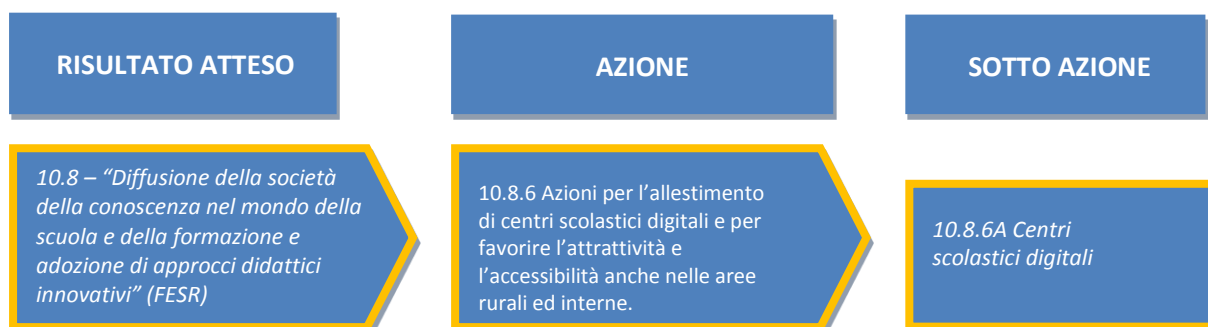 RISULTATO ATTESO
AZIONE
SOTTO AZIONE
10.8 – “Diffusione della società
della conoscenza nel mondo della
scuola e della formazione e
adozione di approcci didattici
innovativi” (FESR)
10.8.6 Azioni per l’allestimento
di centri scolastici digitali e per
favorire l’attrattività e
l’accessibilità anche nelle aree
rurali ed interne.
10.8.6A Centri
scolastici digitali